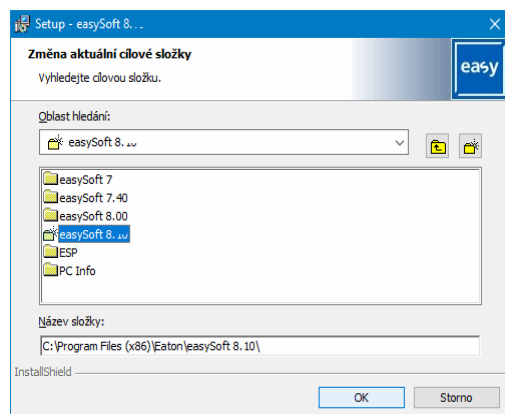 Setup - easySoft 8...
Změna aktuální cílové složky
Vyhledejte cílovou složku.
easy
Oblast hledání:
easySoft 8.
easySoft 7
easySoft 7.40
easySoft 8.00
easySoft 8.
ESP
PC Info
Název složky:
C:\Program Files (x86)\Eaton\easySoft 8.10\
InstallShield
OK
Storno